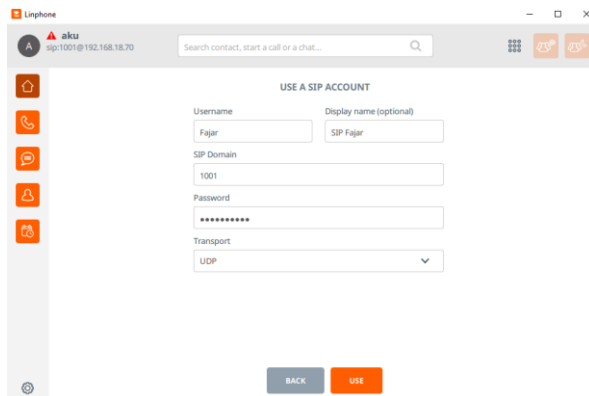 Linphone
A
aku
sip:1001@192.168.18.70
Search contact, start a call or a chat...
USE A SIP ACCOUNT
Username
Display name (optional)
Fajar
SIP Fajar
SIP Domain
1001
Password
●●●●●●●●●●
Transport
UDP
BACK
USE